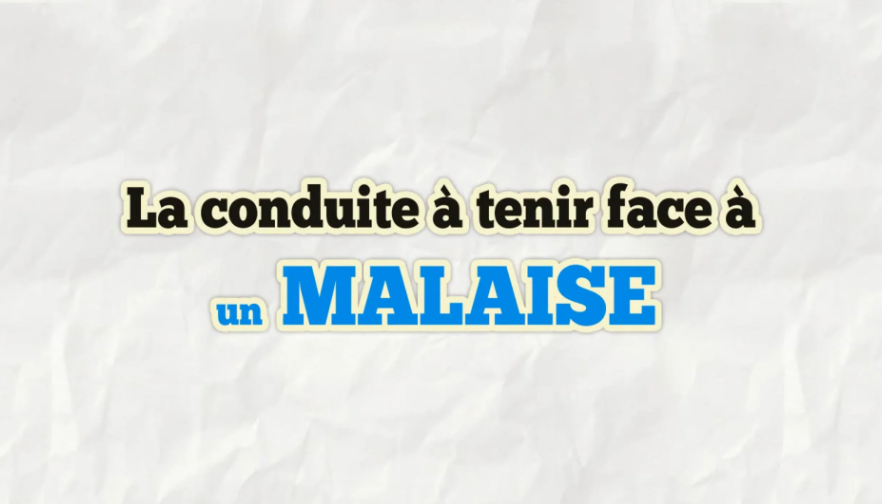 La conduite à tenir face à
un MALAISE